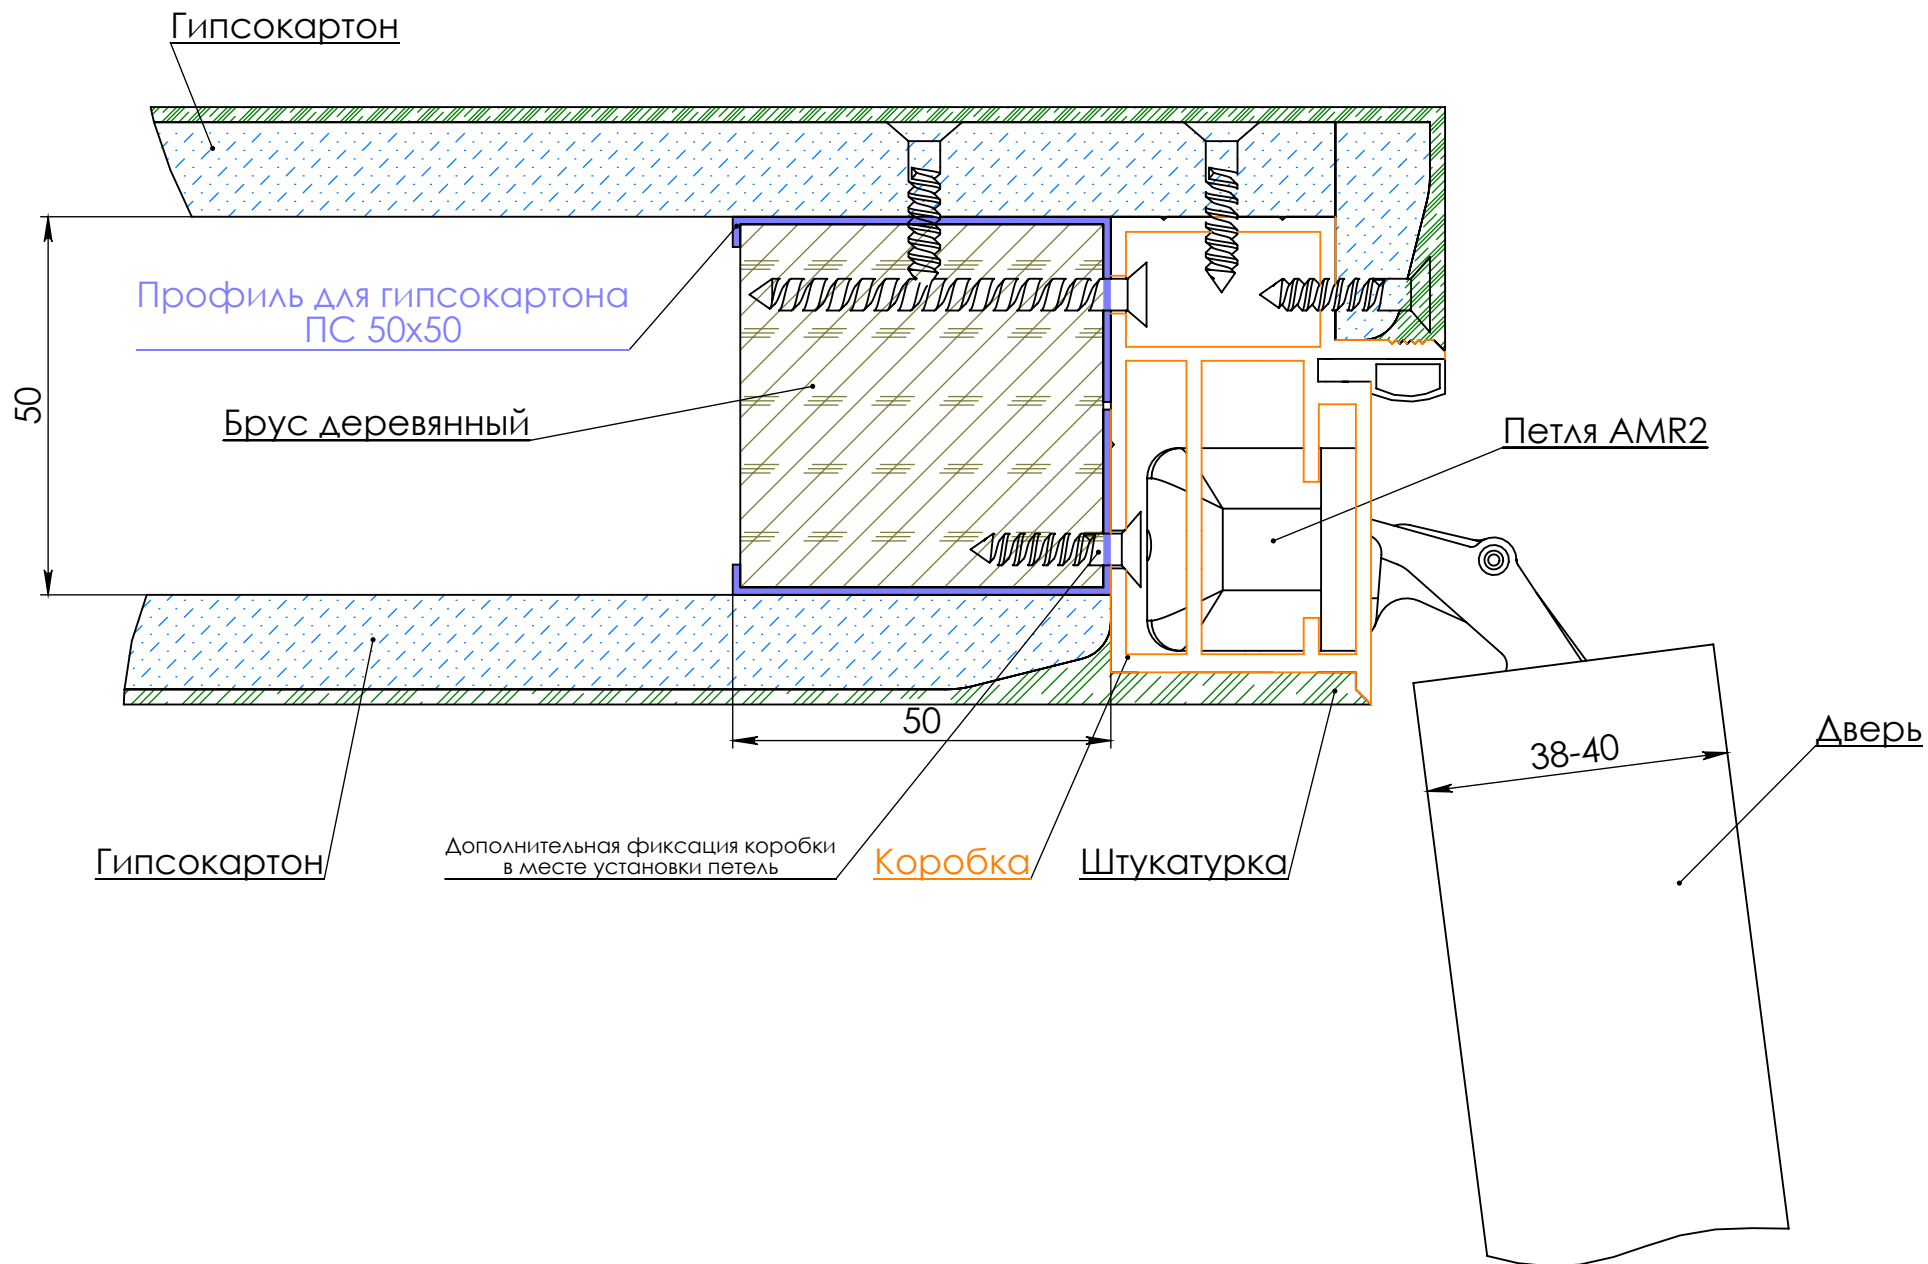 Гипсокартон
Профиль для гипсокартона
ПС 50х50
50
Брус деревянный
Петля AMR2
50
38-40
Дверь
Гипсокартон
Дополнительная фиксация коробки
в месте установки петель
Коробка
Штукатурка